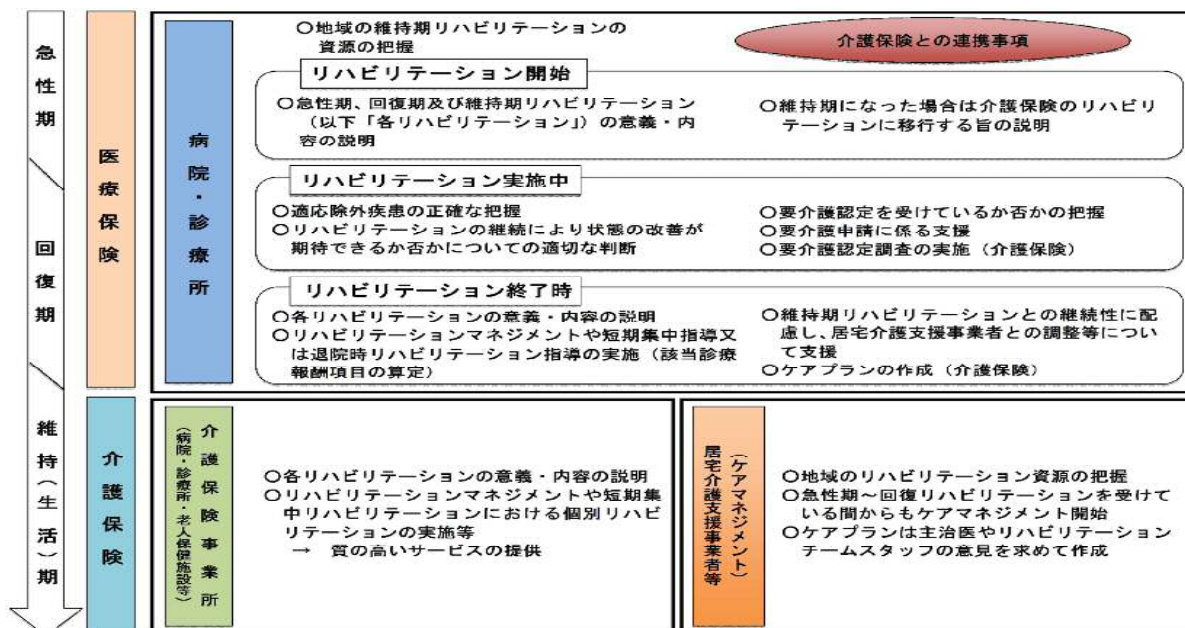 急性期
回復期
維持（生活）期
医療保険
介護保険
病院・診療所
○地域の維持期リハビリテーションの
資源の把握
介護保険との連携事項
リハビリテーション開始
○急性期、回復期及び維持期リハビリテーション
（以下「各リハビリテーション」）の意義・内
容の説明
○維持期になった場合は介護保険のリハビリ
テーションに移行する旨の説明
リハビリテーション実施中
○適応除外疾患の正確な把握
○リハビリテーションの継続により状態の改善が
期待できるか否かについての適切な判断
○要介護認定を受けているか否かの把握
○要介護申請に係る支援
○要介護認定調査の実施（介護保険）
リハビリテーション終了時
○各リハビリテーションの意義・内容の説明
○リハビリテーションマネジメントや短期集中指導又
は退院時リハビリテーション指導の実施（該当診療
報酬項目の算定）
○維持期リハビリテーションとの継続性に配
慮し、居宅介護支援事業者との調整等につい
て支援
○ケアプランの作成（介護保険）
介護保険事業所
（病院・診療所・老人保健施設等）
○各リハビリテーションの意義・内容の説明
○リハビリテーションマネジメントや短期集
中リハビリテーションにおける個別リハビ
リテーションの実施等
→ 質の高いサービスの提供
（ケアマネジメント）
居宅介護支援事業者等
○地域のリハビリテーション資源の把握
○急性期～回復リハビリテーションを受けて
いる間からもケアマネジメント開始
○ケアプランは主治医やリハビリテーション
チームスタッフの意見を求めて作成